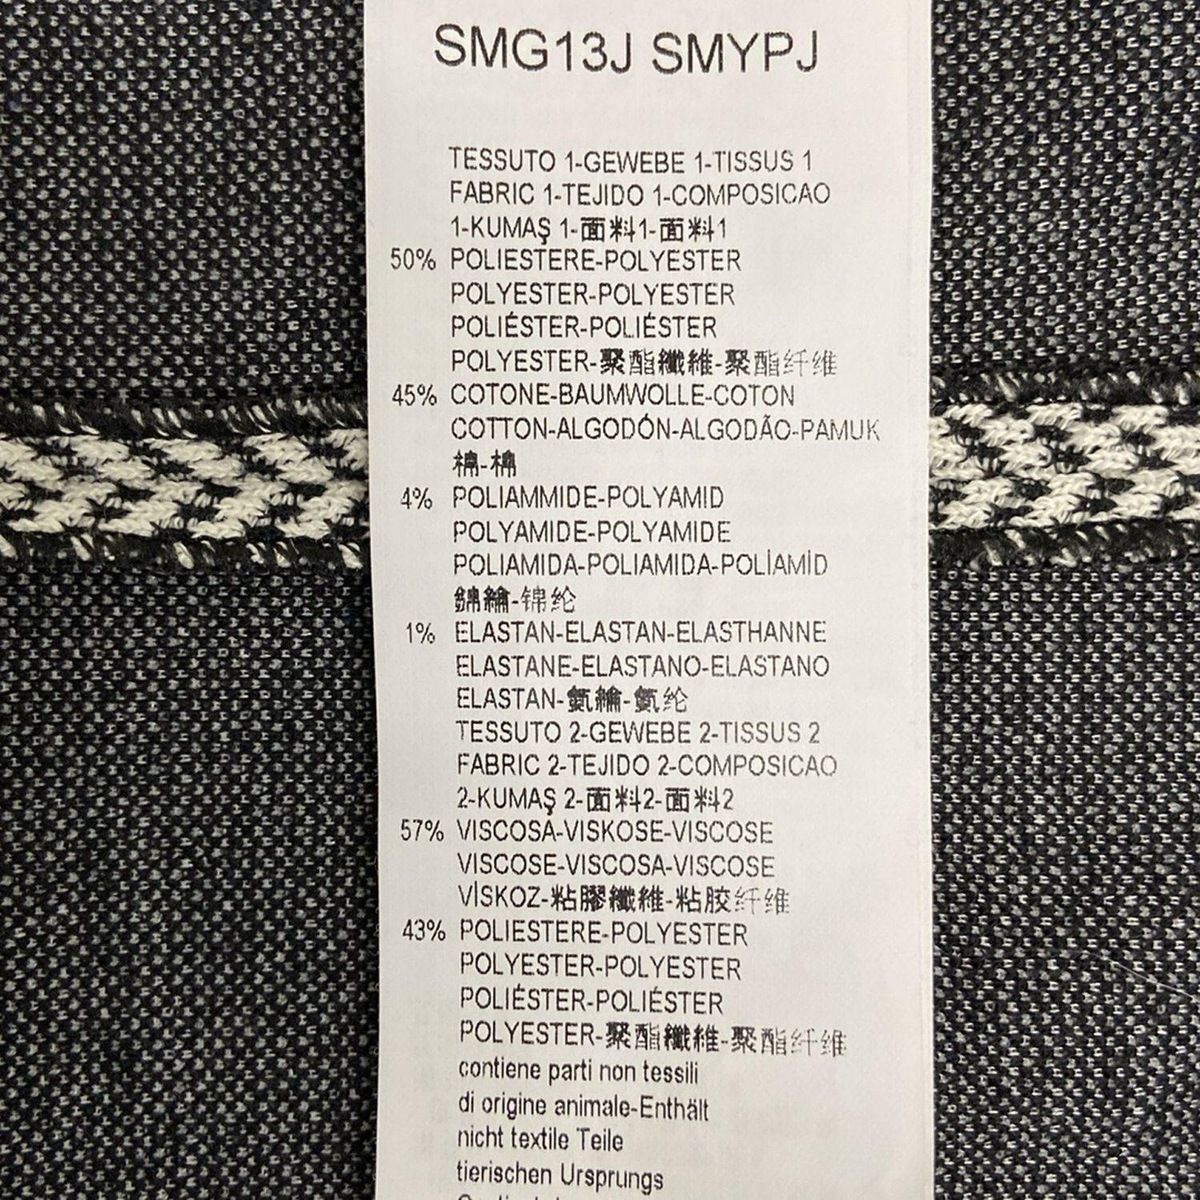 SMG13J SMYPJ
TESSUTO 1-GEWEBE 1-TISSUS 1
FABRIC 1-TEJIDO 1-COMPOSICAO
1-KUMAŞ 1-面料1-面料1
50% POLIESTERE-POLYESTER
POLYESTER-POLYESTER
POLIÉSTER-POLIÉSTER
POLYESTER-聚酯纖維-聚酯纤维
45% COTONE-BAUMWOLLE-COTON
COTTON-ALGODÓN-ALGODÃO-PAMUK
棉-棉
4% POLIAMMIDE-POLYAMID
POLYAMIDE-POLYAMIDE
POLIAMIDA-POLIAMIDA-POLİAMİD
錦綸-锦纶
1% ELASTAN-ELASTAN-ELASTHANNE
ELASTANE-ELASTANO-ELASTANO
ELASTAN-氨綸-氨纶
TESSUTO 2-GEWEBE 2-TISSUS 2
FABRIC 2-TEJIDO 2-COMPOSICAO
2-KUMAŞ 2-面料2-面料2
57% VISCOSA-VISKOSE-VISCOSE
VISCOSE-VISCOSA-VISCOSE
VİSKOZ-粘膠纖維-粘胶纤维
43% POLIESTERE-POLYESTER
POLYESTER-POLYESTER
POLIÉSTER-POLIÉSTER
POLYESTER-聚酯纖維-聚酯纤维
contiene parti non tessili
di origine animale-Enthält
nicht textile Teile
tierischen Ursprungs